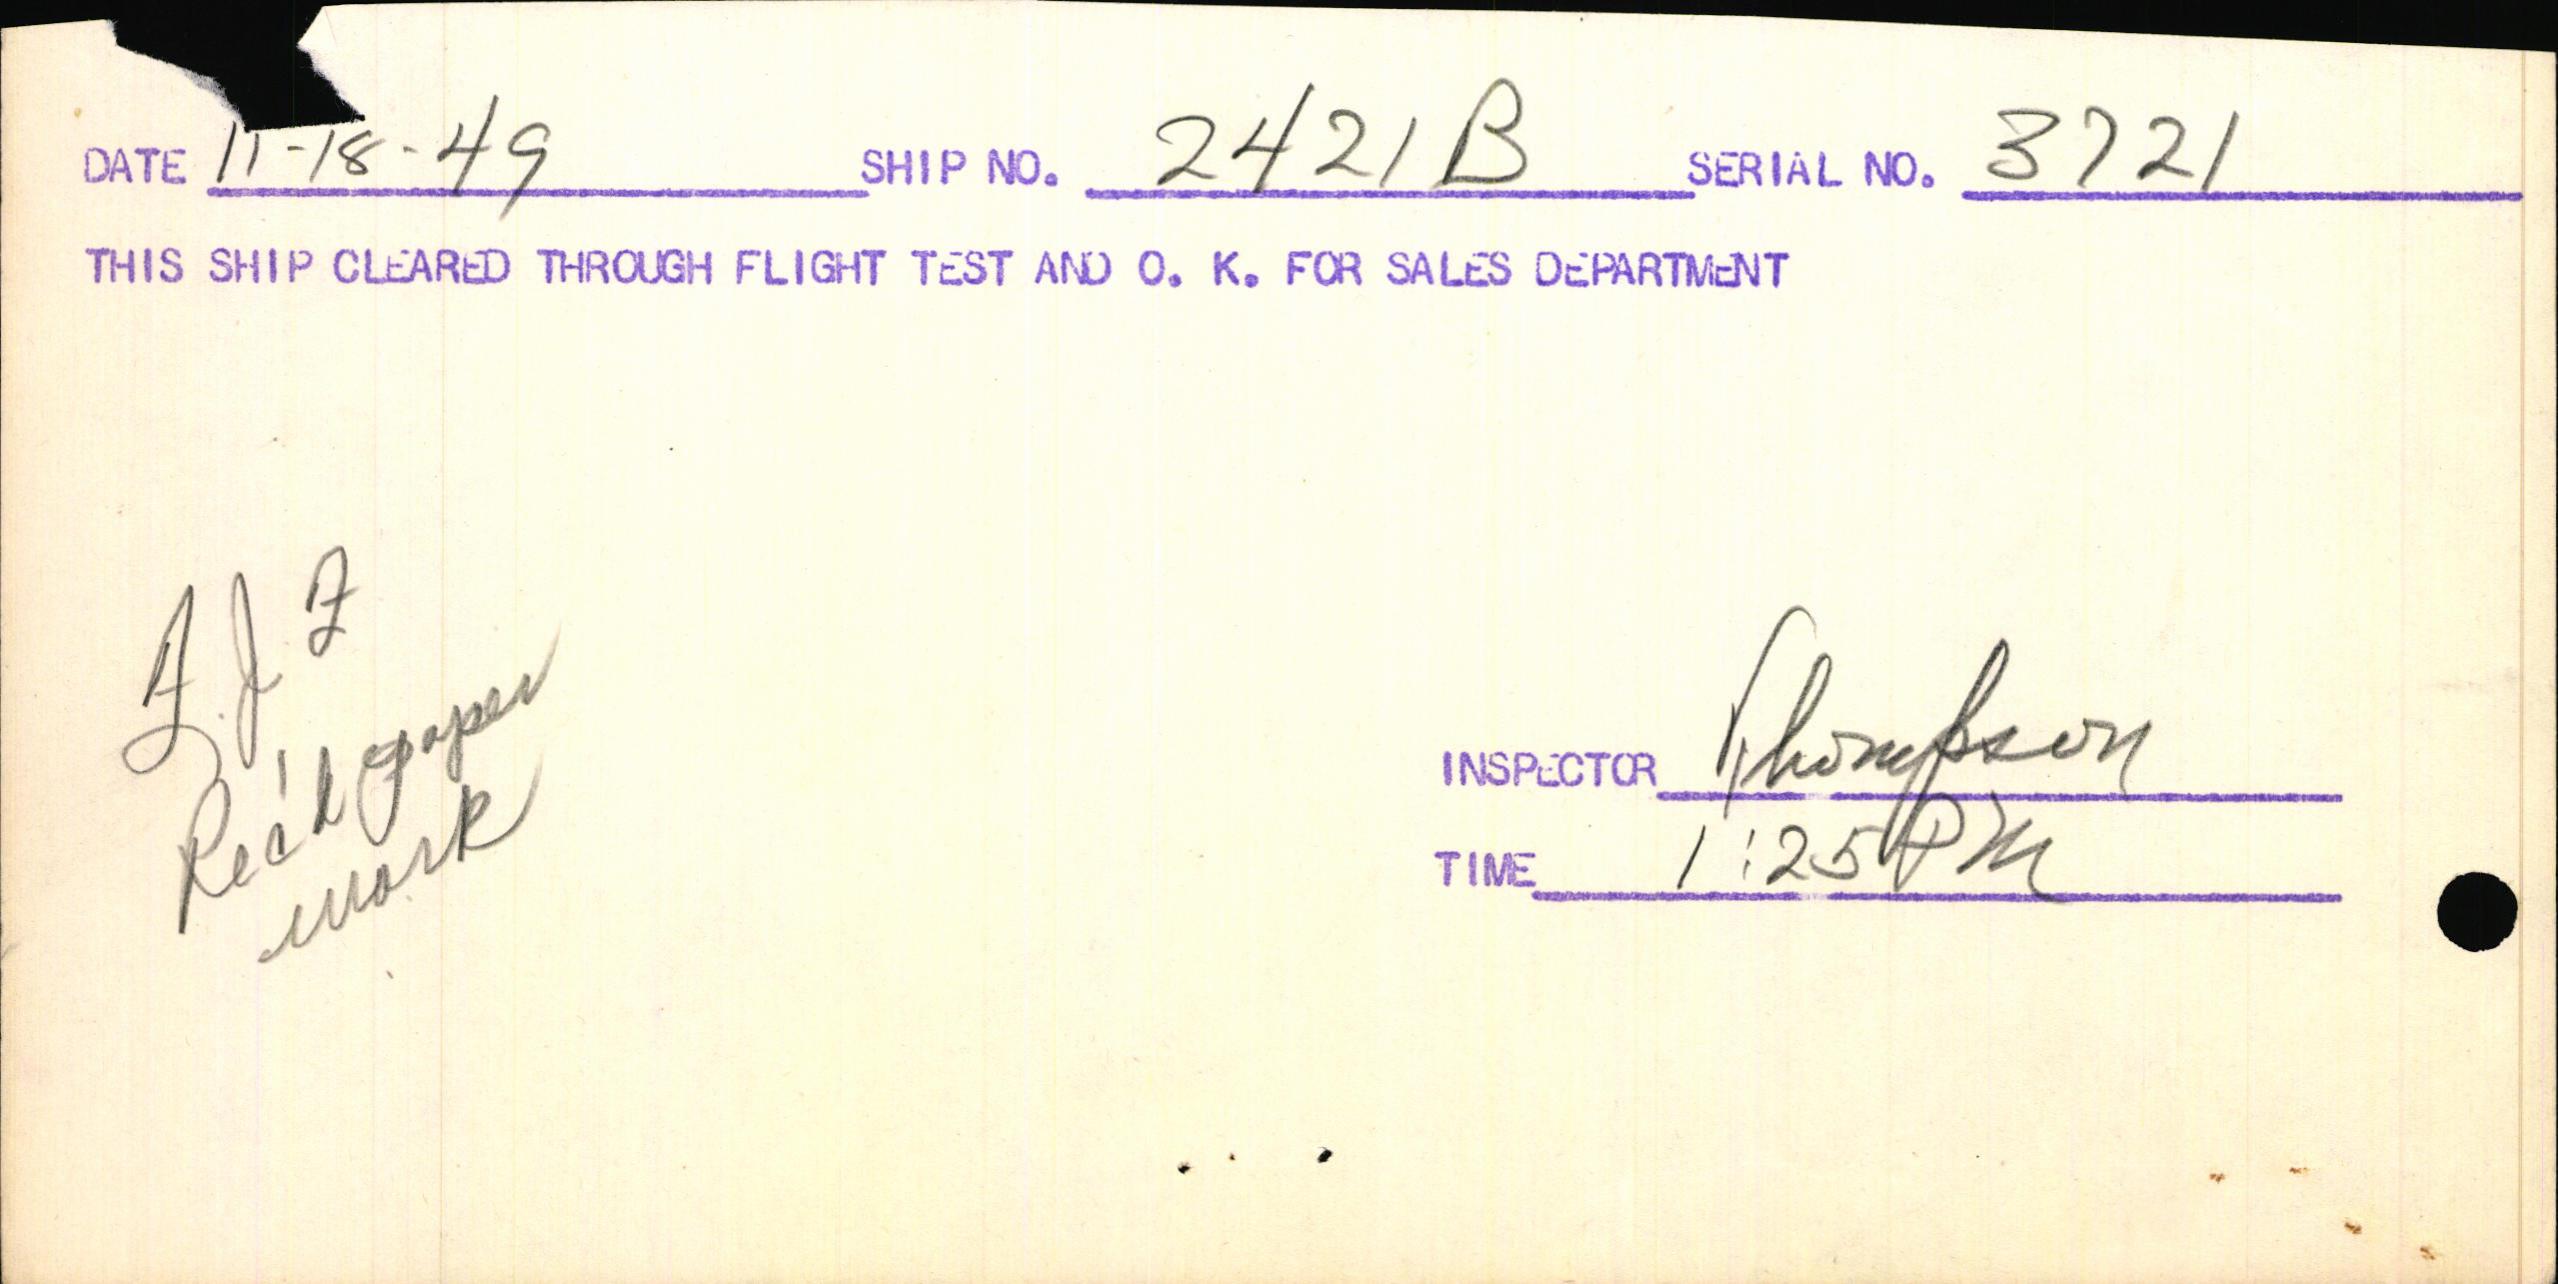 DATE 11-18-49 SHIP NO. 2421B SERIAL NO. 3721
THIS SHIP CLEARED THROUGH FLIGHT TEST AND O. K. FOR SALES DEPARTMENT
Rec'd paper
work
INSPECTOR Thompson
TIME 1:25 PM